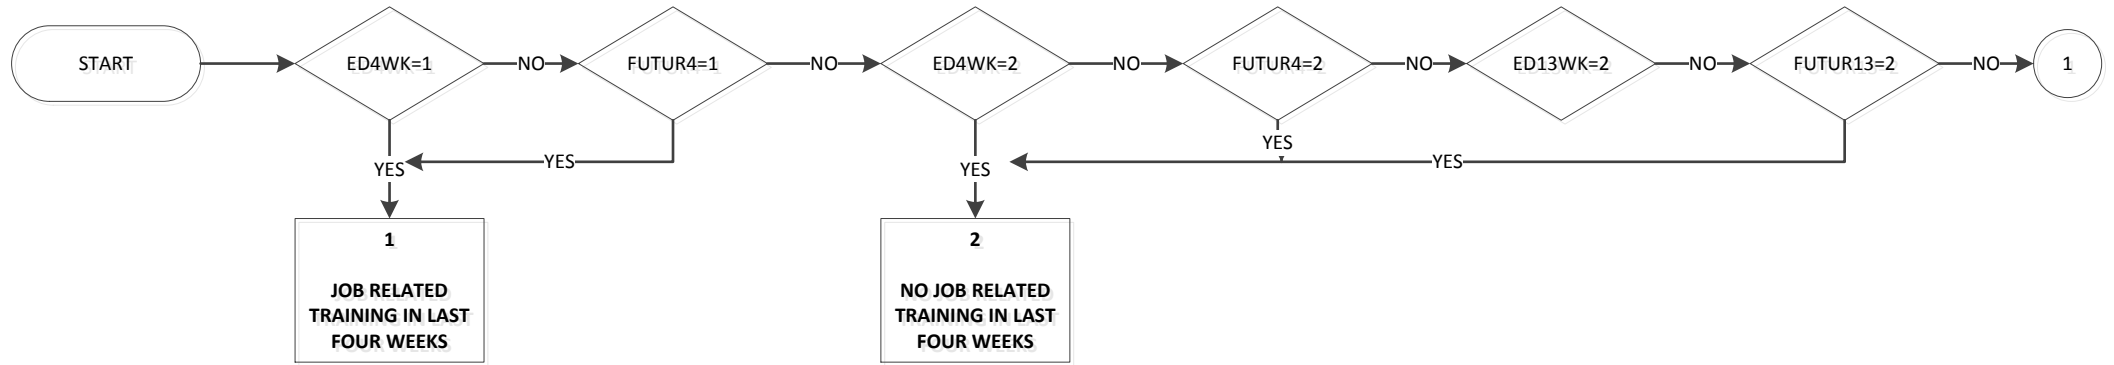 START
ED4WK=1
NO
FUTUR4=1
NO
ED4WK=2
NO
FUTUR4=2
NO
ED13WK=2
NO
FUTUR13=2
NO
1
YES
YES
YES
YES
YES
1
JOB RELATED
TRAINING IN LAST
FOUR WEEKS
2
NO JOB RELATED
TRAINING IN LAST
FOUR WEEKS